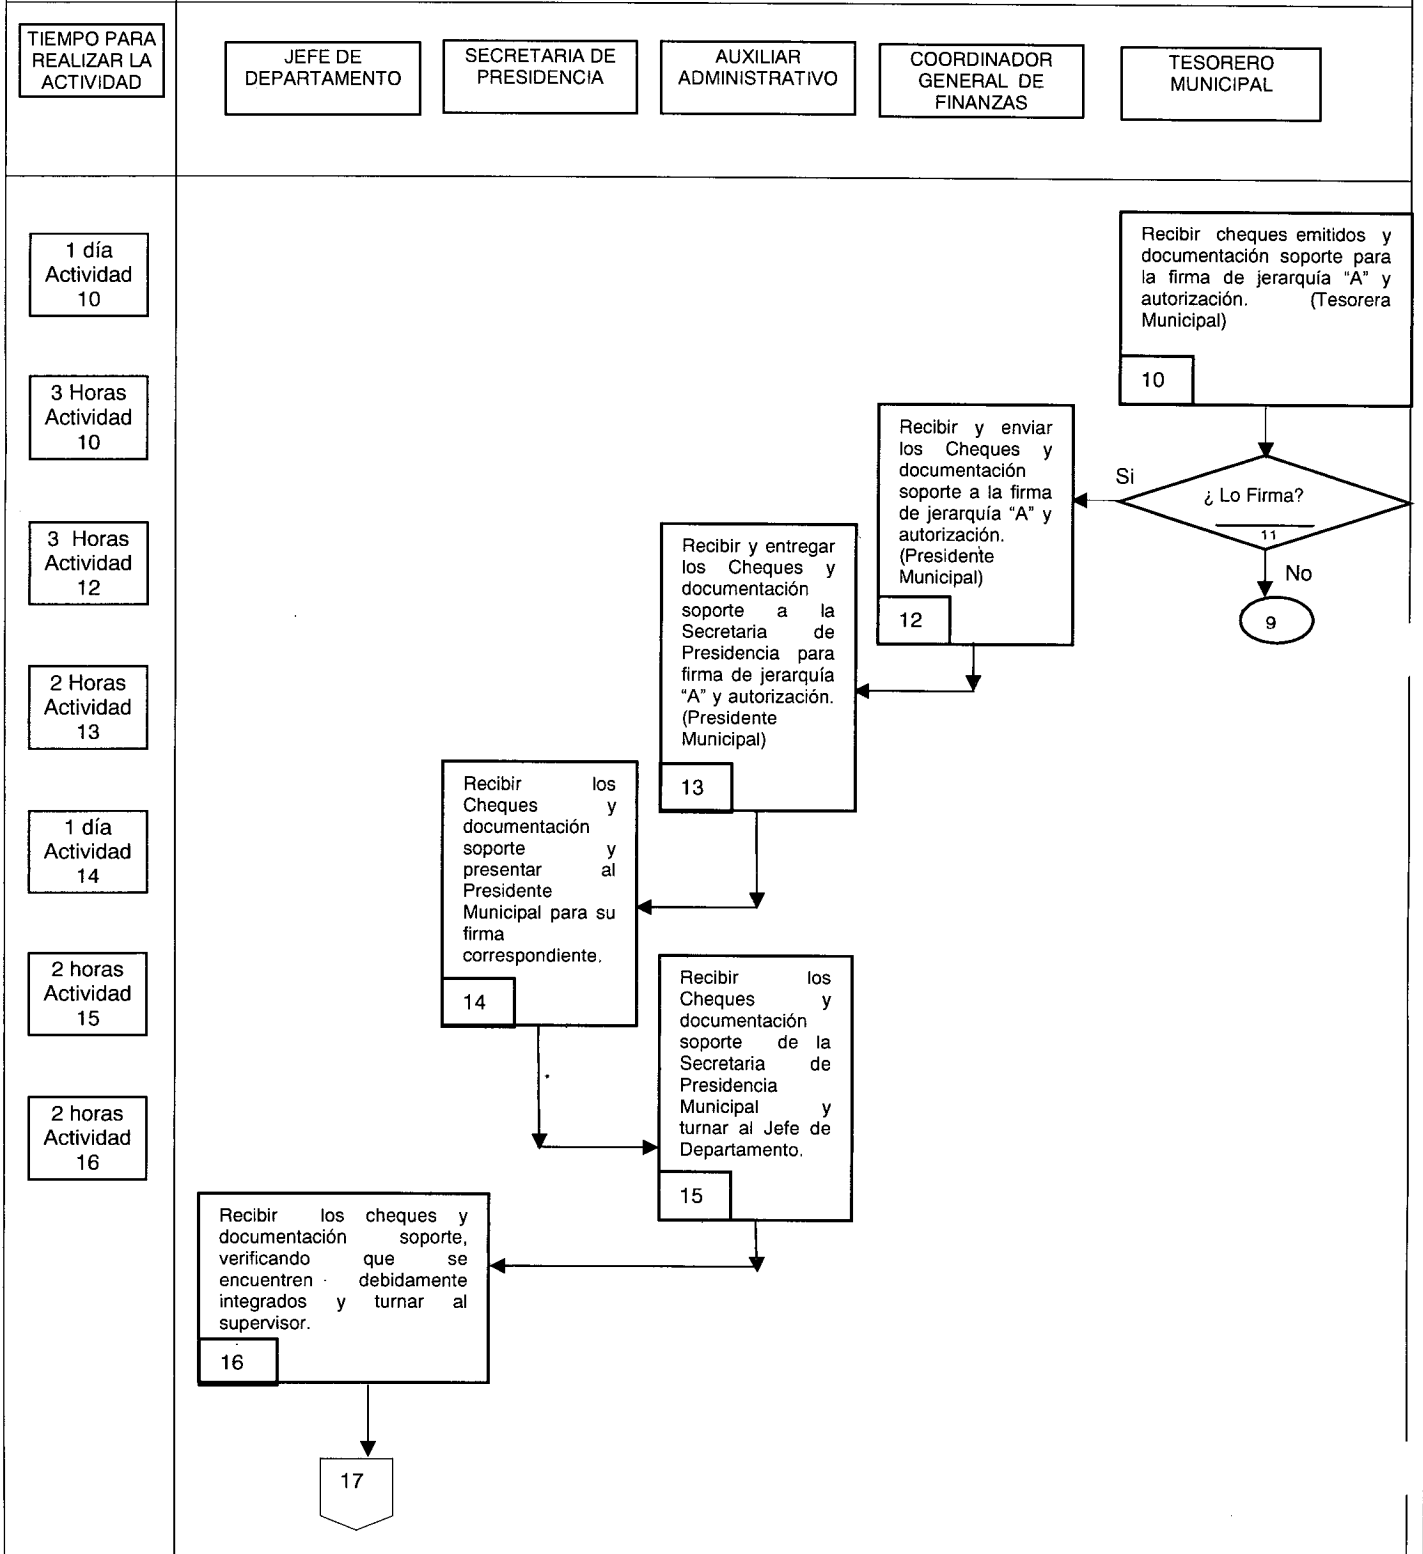 TIEMPO PARA
REALIZAR LA
ACTIVIDAD
JEFE DE
DEPARTAMENTO
SECRETARIA DE
PRESIDENCIA
AUXILIAR
ADMINISTRATIVO
COORDINADOR
GENERAL DE
FINANZAS
TESORERO
MUNICIPAL
1 día
Actividad
10
3 Horas
Actividad
10
3 Horas
Actividad
12
2 Horas
Actividad
13
1 día
Actividad
14
2 horas
Actividad
15
2 horas
Actividad
16
Recibir cheques emitidos y
documentación soporte para
la firma de jerarquía “A” y
autorización. (Tesorera
Municipal)
10
¿ Lo Firma?
11
Si
No
9
Recibir y enviar
los Cheques y
documentación
soporte a la firma
de jerarquía “A” y
autorización.
(Presidente
Municipal)
12
Recibir y entregar
los Cheques y
documentación
soporte a la
Secretaria de
Presidencia para
firma de jerarquía
“A” y autorización.
(Presidente
Municipal)
13
Recibir los
Cheques y
documentación
soporte y
presentar al
Presidente
Municipal para su
firma
correspondiente.
14
Recibir los
Cheques y
documentación
soporte de la
Secretaria de
Presidencia
Municipal y
turnar al Jefe de
Departamento.
15
Recibir los cheques y
documentación soporte,
verificando que se
encuentren debidamente
integrados y turnar al
supervisor.
16
17